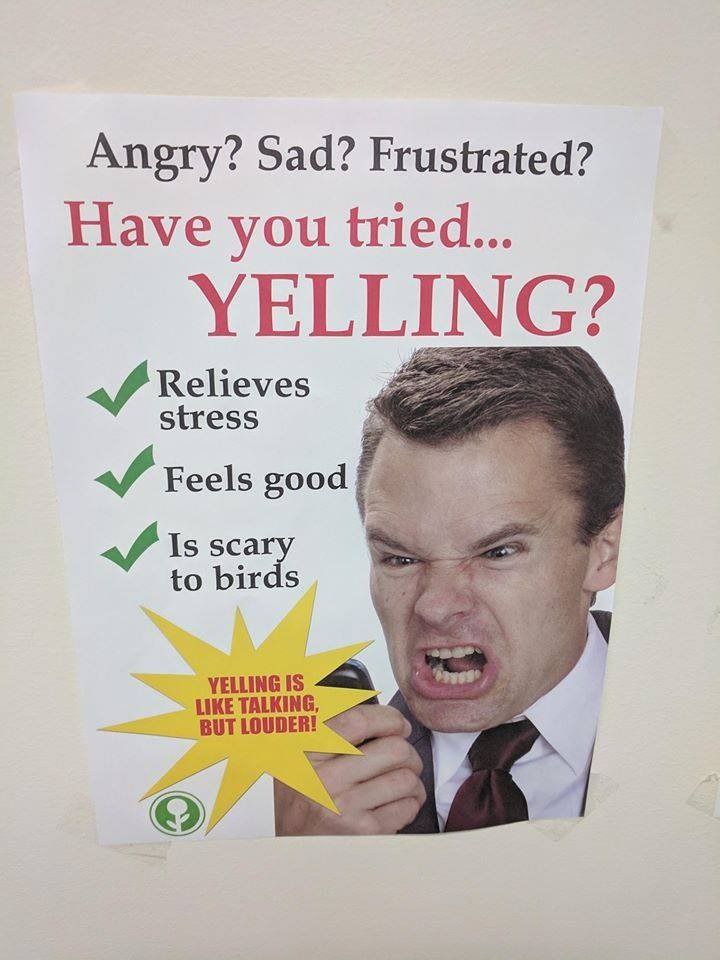 Angry? Sad? Frustrated?
Have you tried...
YELLING?
Relieves
stress
Feels good
Is scary
to birds
YELLING IS
LIKE TALKING,
BUT LOUDER!